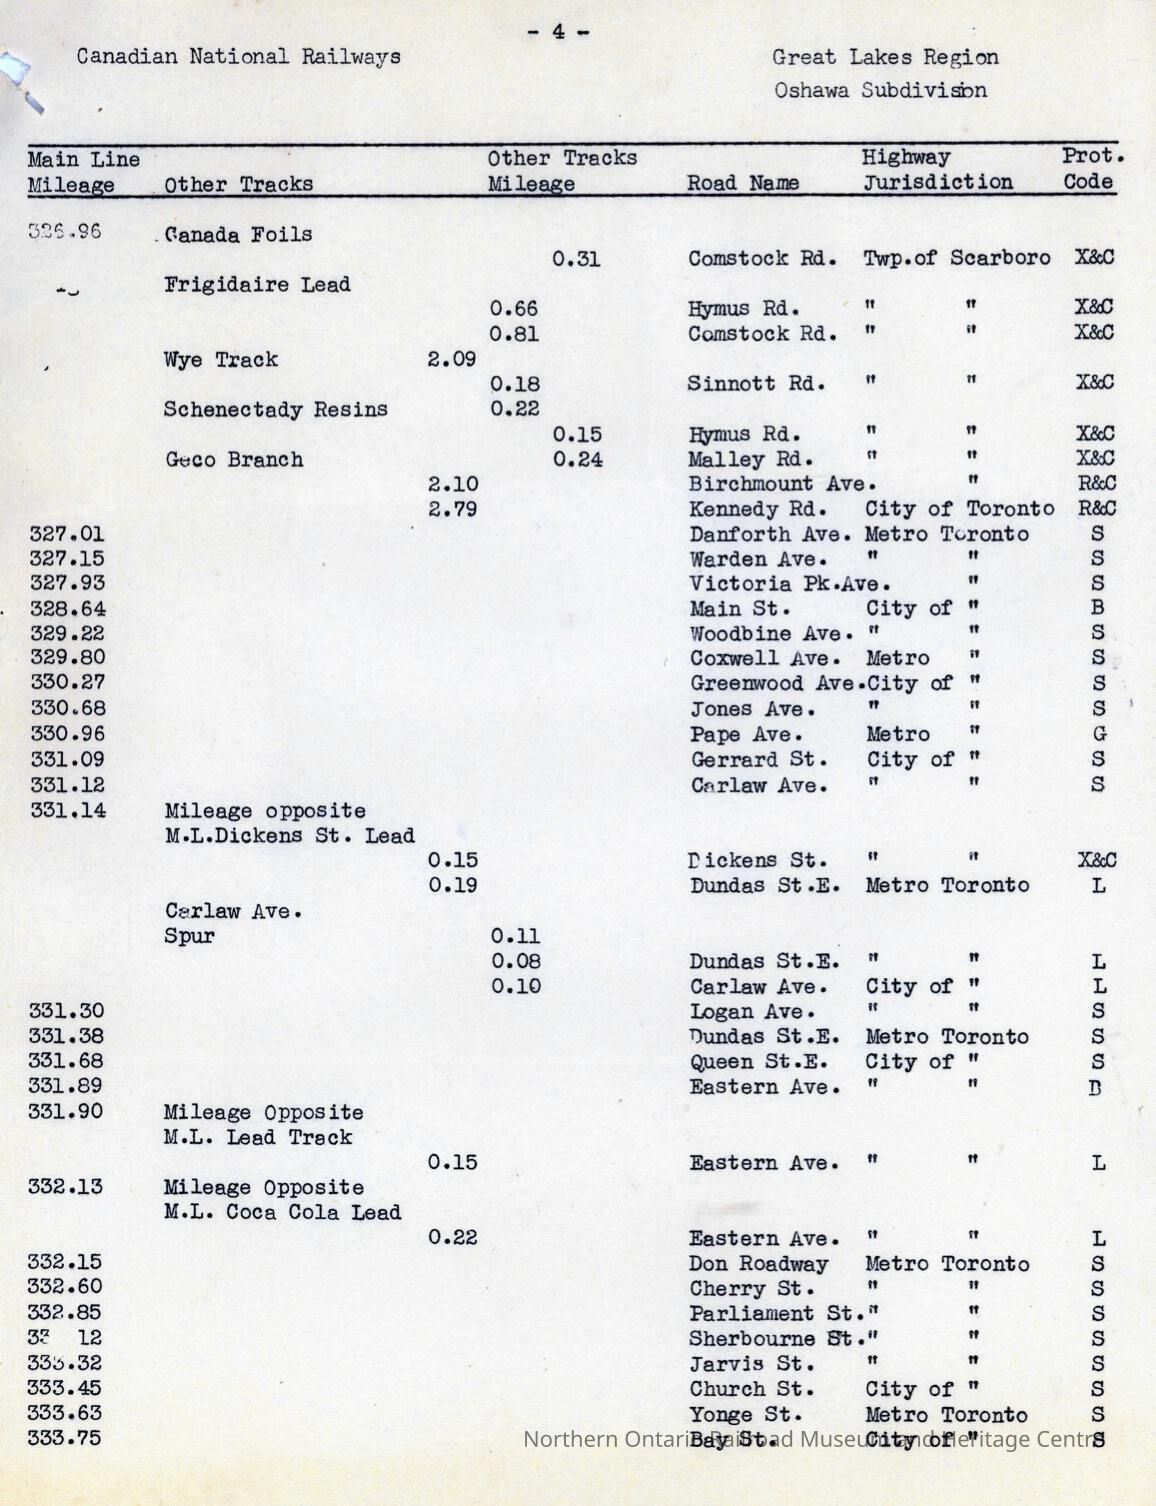 - 4 -
Canadian National Railways Great Lakes Region
Oshawa Subdivision
Main Line Other Tracks Highway Prot.
Mileage Other Tracks Mileage Road Name Jurisdiction Code
326.96 Canada Foils
0.31 Comstock Rd. Twp.of Scarboro X&C
Frigidaire Lead
0.66 Hymus Rd. " " X&C
0.81 Comstock Rd. " " X&C
Wye Track 2.09
0.18 Sinnott Rd. " " X&C
Schenectady Resins 0.22
0.15 Hymus Rd. " " X&C
Geco Branch 0.24 Malley Rd. " " X&C
2.10 Birchmount Ave. " R&C
2.79 Kennedy Rd. City of Toronto R&C
327.01 Danforth Ave. Metro Toronto S
327.15 Warden Ave. " " S
327.93 Victoria Pk.Ave. " S
328.64 Main St. City of " B
329.22 Woodbine Ave. " " S
329.80 Coxwell Ave. Metro " S
330.27 Greenwood Ave.City of " S
330.68 Jones Ave. " " S
330.96 Pape Ave. Metro " G
331.09 Gerrard St. City of " S
331.12 Carlaw Ave. " " S
331.14 Mileage opposite
M.L.Dickens St. Lead
0.15 Dickens St. " " X&C
0.19 Dundas St.E. Metro Toronto L
Carlaw Ave.
Spur 0.11
0.08 Dundas St.E. " " L
0.10 Carlaw Ave. City of " L
331.30 Logan Ave. " " S
331.38 Dundas St.E. Metro Toronto S
331.68 Queen St.E. City of " S
331.89 Eastern Ave. " "
331.90 Mileage Opposite
M.L. Lead Track
0.15 Eastern Ave. " " L
332.13 Mileage Opposite
M.L. Coca Cola Lead
0.22 Eastern Ave. " " L
332.15 Don Roadway Metro Toronto S
332.60 Cherry St. " " S
332.85 Parliament St." " S
12 Sherbourne St." " S
333.32 Jarvis St. " " S
333.45 Church St. City of " S
333.63 Yonge St. Metro Toronto S
333.75 Bay St. City of " S
Northern Ontario Railroad Museum and Heritage Centre